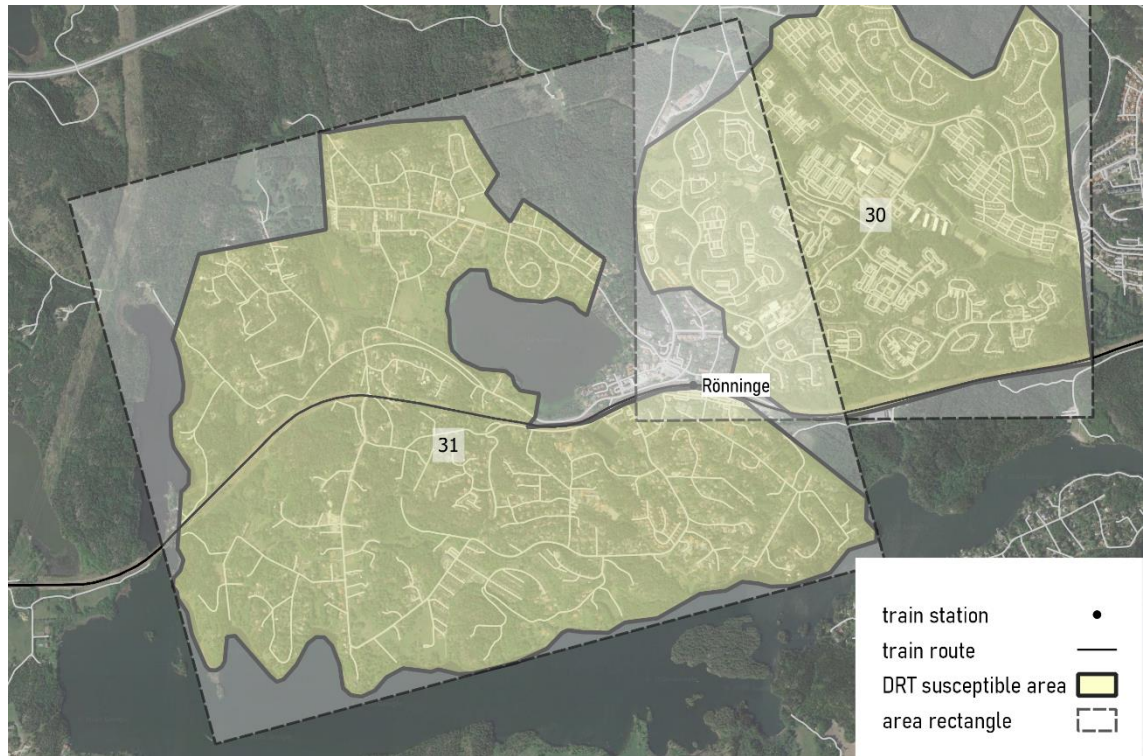 30
Rönninge
31
train station
train route
DRT susceptible area
area rectangle